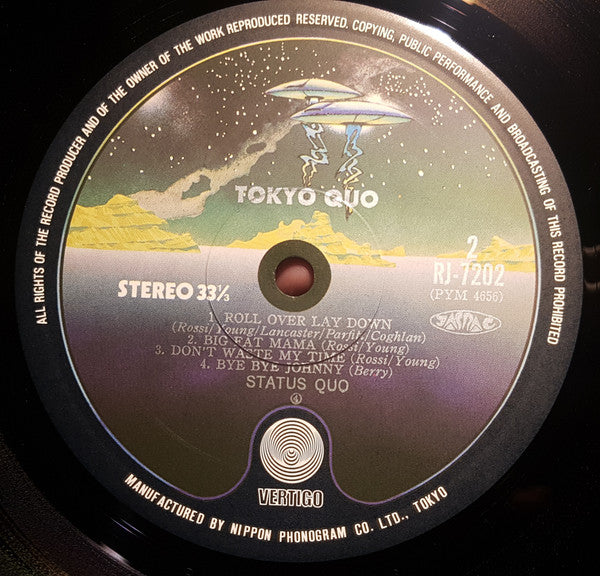 ALL RIGHTS OF THE RECORD PRODUCER AND OF THE OWNER OF THE WORK REPRODUCED RESERVED. COPYING, PUBLIC PERFORMANCE AND BROADCASTING OF THIS RECORD PROHIBITED
TOKYO QUO
2
STEREO 33⅓
RJ-7202
(PYM 4656)
JASRAC
1. ROLL OVER LAY DOWN
(Rossi/Young/Lancaster/Parfit/Coghlan)
2. BIG FAT MAMA (Rossi/Young)
3. DON'T WASTE MY TIME (Rossi/Young)
4. BYE BYE JOHNNY (Berry)
STATUS QUO
VERTIGO
MANUFACTURED BY NIPPON PHONOGRAM CO. LTD., TOKYO